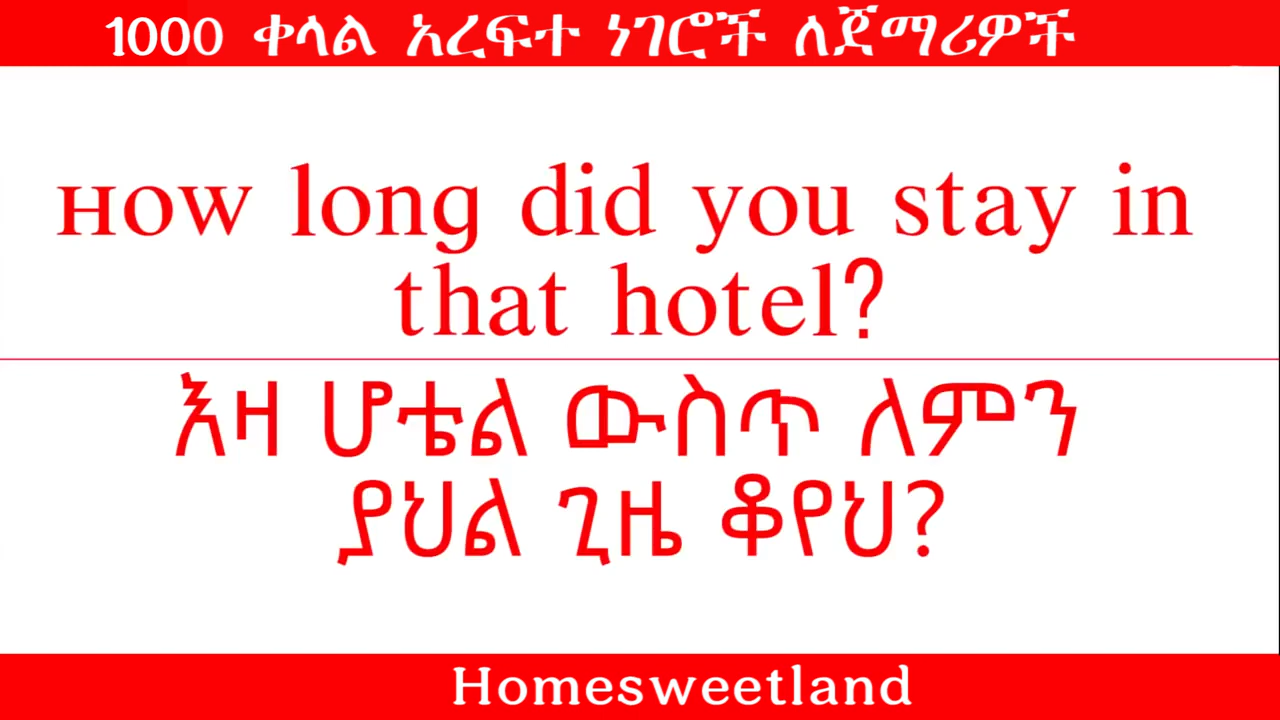 1000 ቀላል አረፍተ ነገሮች ለጀማሪዎች
How long did you stay in
that hotel?
እዛ ሆቴል ውስጥ ለምን
ያህል ጊዜ ቆየህ?
Homesweetland